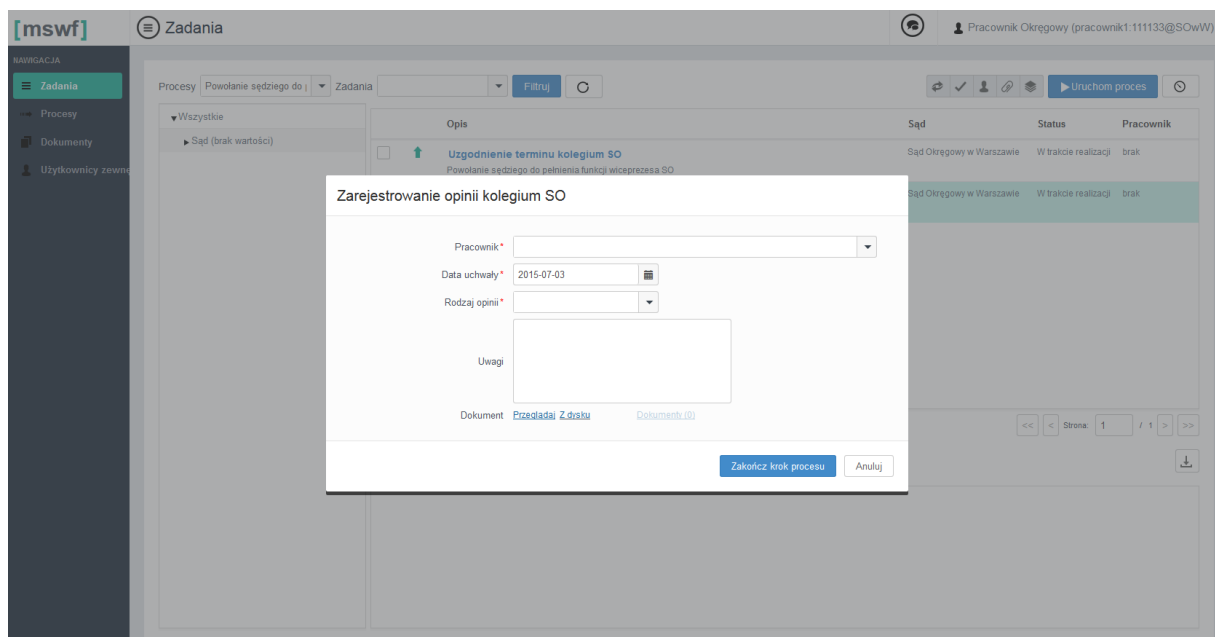 [mswf]
Zadania
Pracownik Okręgowy (pracownik1:111133@SOwW)
NAWIGACJA
Zadania
Procesy
Dokumenty
Użytkownicy zewnę
Procesy Powołanie sędziego do Zadania Filtruj Uruchom proces
Wszystkie
Sąd (brak wartości)
Opis Sąd Status Pracownik
Uzgodnienie terminu kolegium SO Sąd Okręgowy w Warszawie W trakcie realizacji brak
Powołanie sędziego do pełnienia funkcji wiceprezesa SO
Sąd Okręgowy w Warszawie W trakcie realizacji brak
Zarejestrowanie opinii kolegium SO
Pracownik*
Data uchwały* 2015-07-03
Rodzaj opinii*
Uwagi
Dokument Przeglądaj Z dysku Dokumenty (0)
Zakończ krok procesu Anuluj
<< < Strona: 1 / 1 > >>